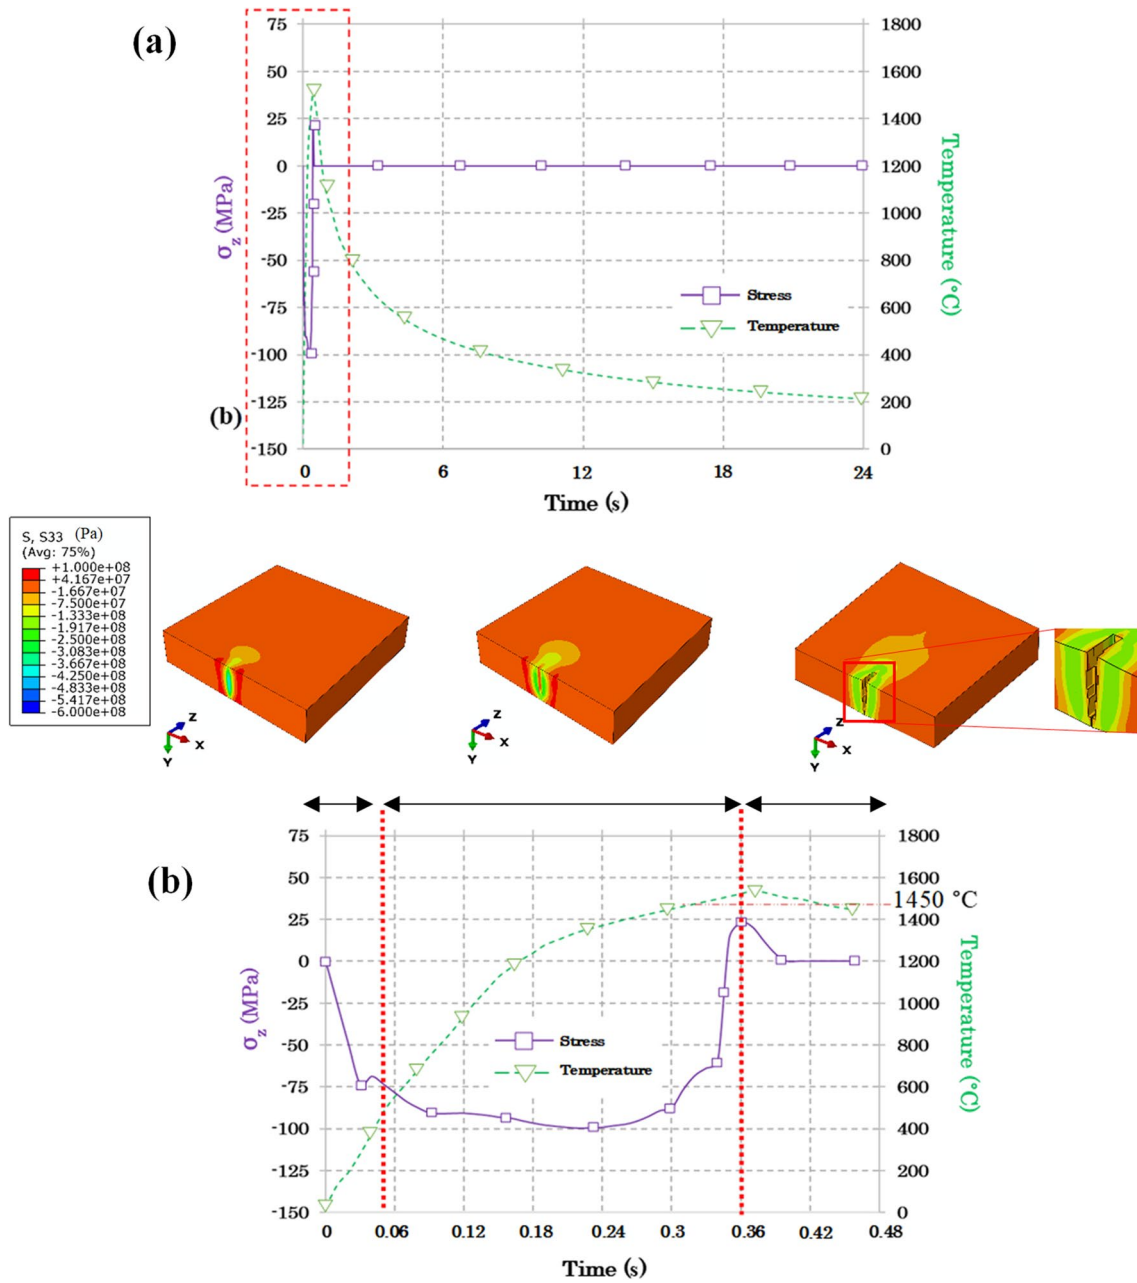 (a)
75
50
25
0
-25
-50
-75
-100
-125
-150
σz (MPa)
1800
1600
1400
1200
1000
800
600
400
200
0
Temperature (°C)
Stress
Temperature
(b)
0 6 12 18 24
Time (s)
S, S33 (Pa)
(Avg: 75%)
+1.000e+08
+4.167e+07
-1.667e+07
-7.500e+07
-1.333e+08
-1.917e+08
-2.500e+08
-3.083e+08
-3.667e+08
-4.250e+08
-4.833e+08
-5.417e+08
-6.000e+08
Z
X
Y
Z
X
Y
Z
X
Y
(b)
75
50
25
0
-25
-50
-75
-100
-125
-150
σz (MPa)
1800
1600
1450 °C
1400
1200
1000
800
600
400
200
0
Temperature (°C)
Stress
Temperature
0 0.06 0.12 0.18 0.24 0.3 0.36 0.42 0.48
Time (s)